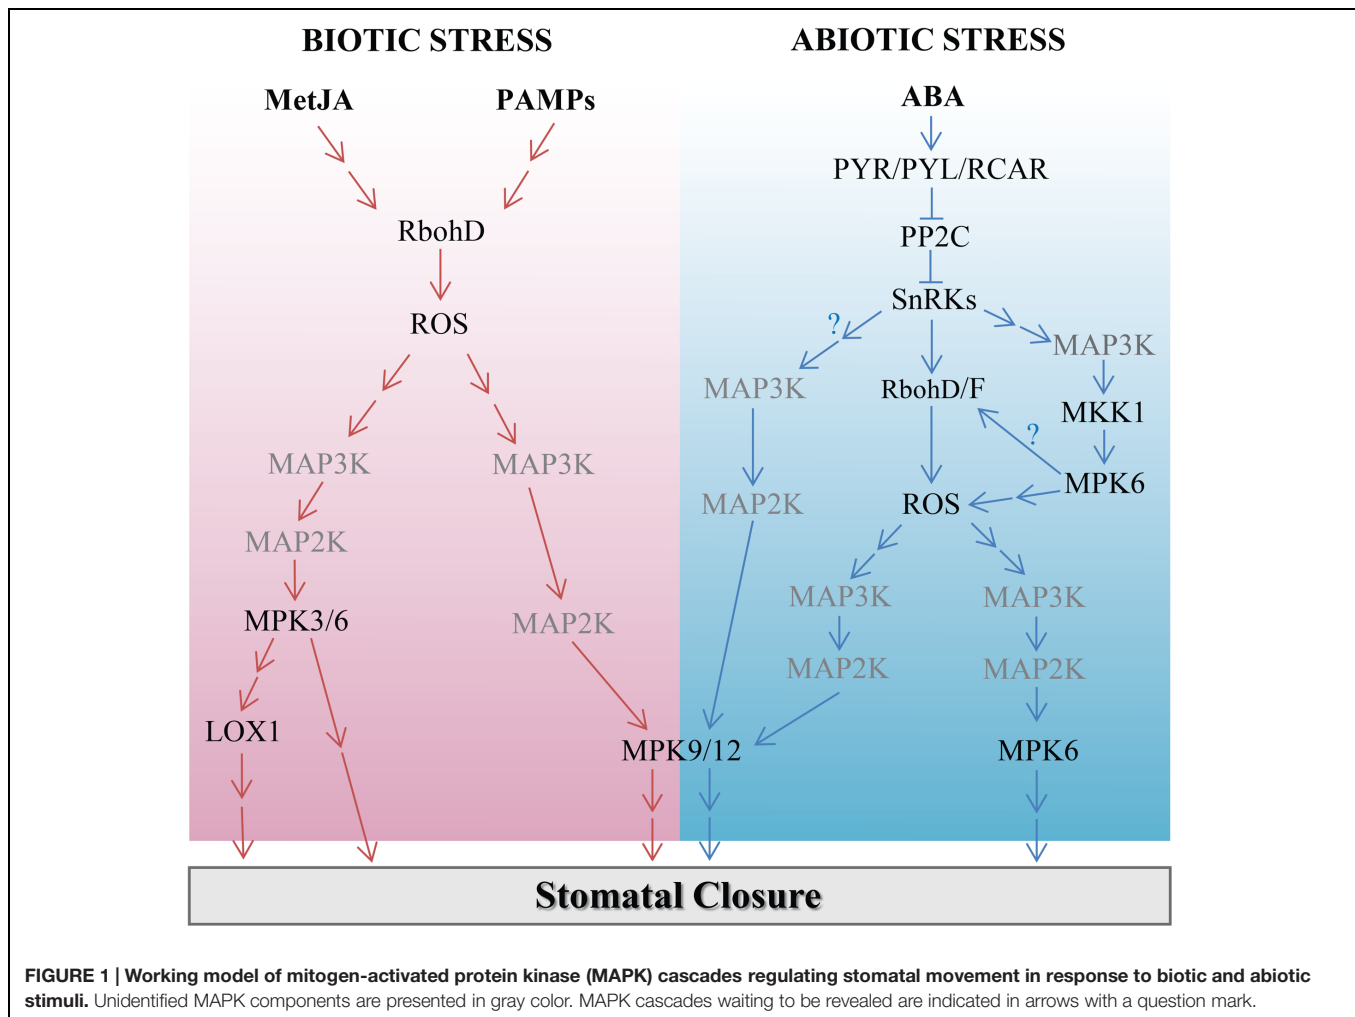 BIOTIC STRESS
ABIOTIC STRESS
MetJA
PAMPs
RbohD
ROS
MAP3K
MAP3K
MAP2K
MPK3/6
MAP2K
LOX1
MPK9/12
ABA
PYR/PYL/RCAR
PP2C
SnRKs
?
MAP3K
MAP3K
RbohD/F
MKK1
?
MPK6
MAP2K
ROS
MAP3K
MAP3K
MAP2K
MAP2K
MPK6
Stomatal Closure
FIGURE 1 | Working model of mitogen-activated protein kinase (MAPK) cascades regulating stomatal movement in response to biotic and abiotic
stimuli. Unidentified MAPK components are presented in gray color. MAPK cascades waiting to be revealed are indicated in arrows with a question mark.